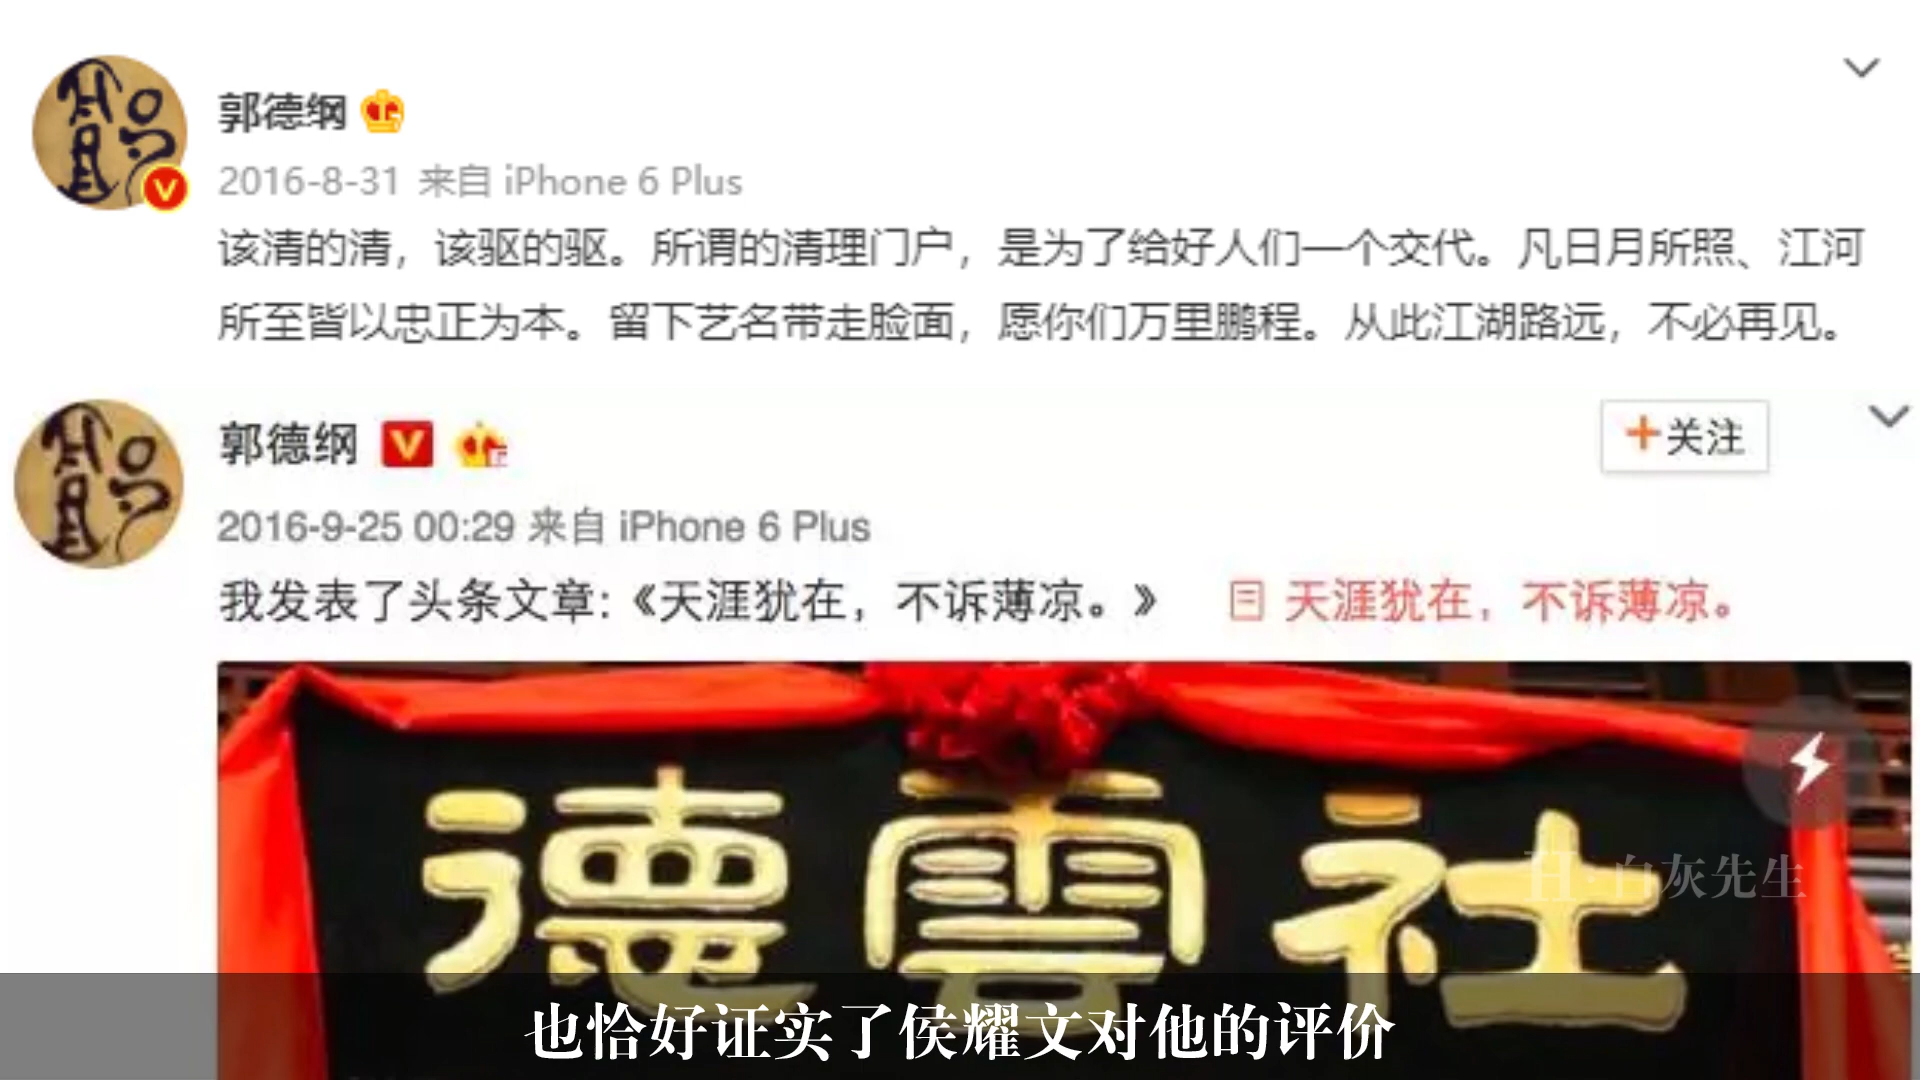 郭德纲
2016-8-31 来自 iPhone 6 Plus
该清的清，该驱的驱。所谓的清理门户，是为了给好人们一个交代。凡日月所照、江河
所至皆以忠正为本。留下艺名带走脸面，愿你们万里鹏程。从此江湖路远，不必再见。
郭德纲
+关注
2016-9-25 00:29 来自 iPhone 6 Plus
我发表了头条文章:《天涯犹在，不诉薄凉。》 天涯犹在，不诉薄凉。
德雲社
H·白灰先生
也恰好证实了侯耀文对他的评价